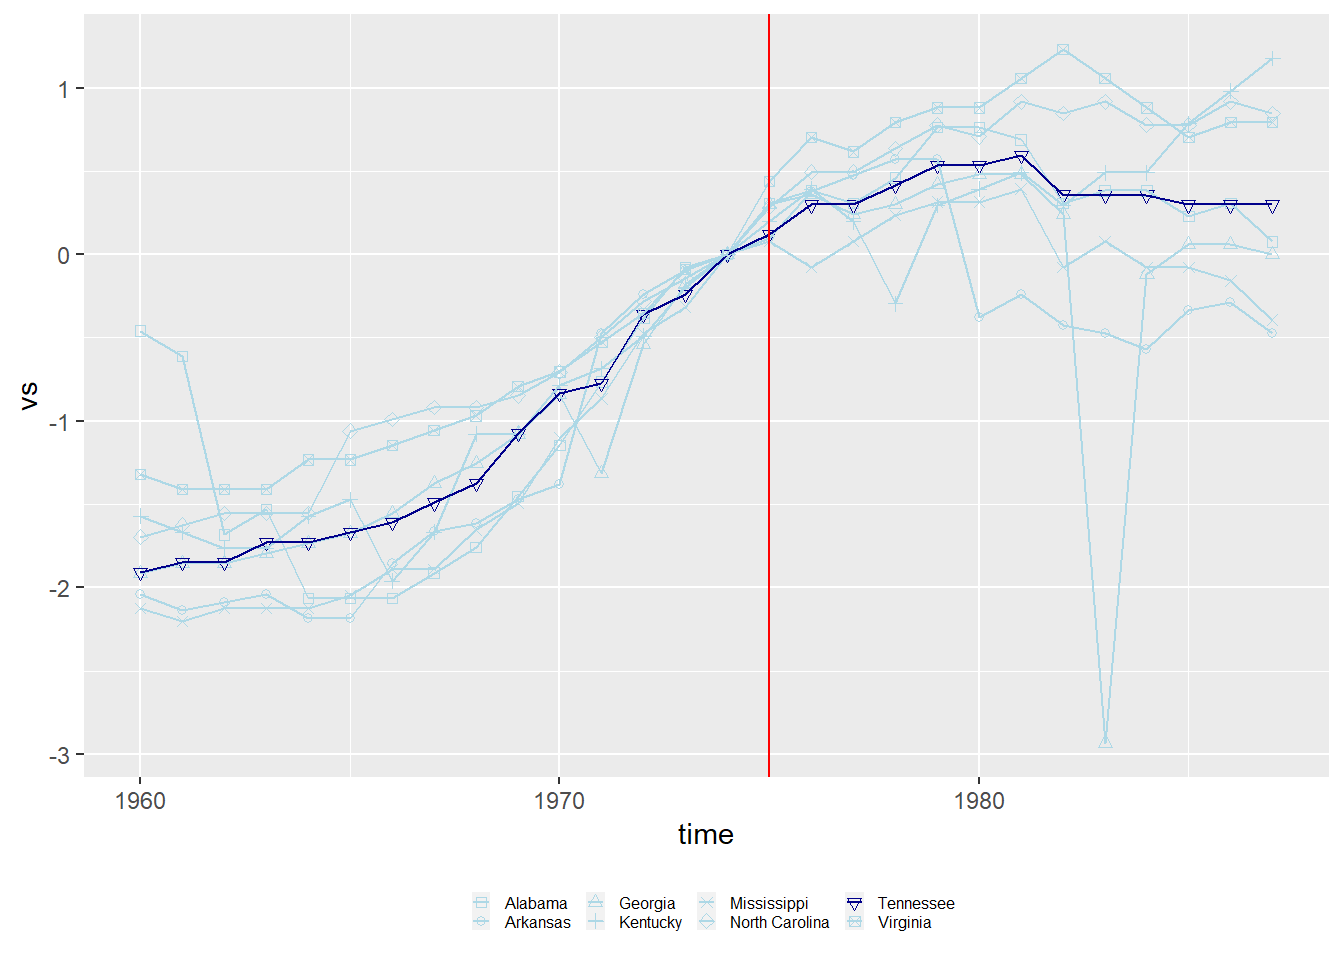 1
0
-1
-2
-3
vs
1960 1970 1980
time
Alabama Georgia Mississippi Tennessee
Arkansas Kentucky North Carolina Virginia